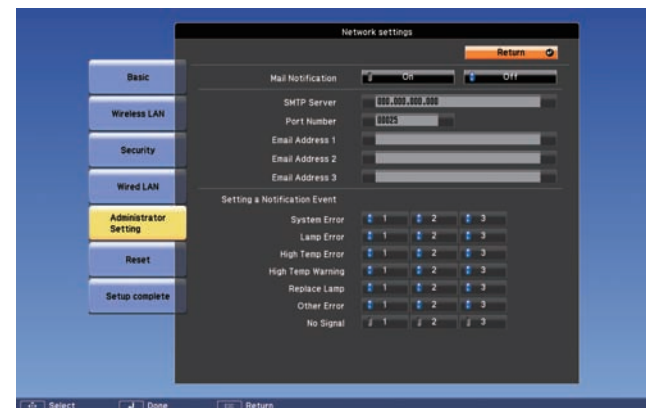 Network settings
Return
Basic
Wireless LAN
Security
Wired LAN
Administrator
Setting
Reset
Setup complete
Mail Notification On Off
SMTP Server 000.000.000.000
Port Number 00025
Email Address 1
Email Address 2
Email Address 3
Setting a Notification Event
System Error 1 2 3
Lamp Error 1 2 3
High Temp Error 1 2 3
High Temp Warning 1 2 3
Replace Lamp 1 2 3
Other Error 1 2 3
No Signal 1 2 3
Select Done Return